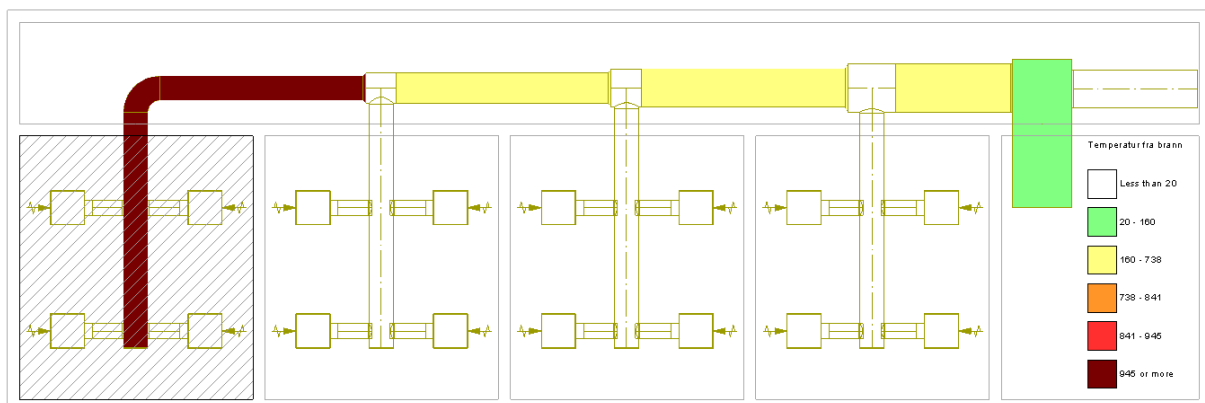 Temperatur fra brann
Less than 20
20 - 160
160 - 738
738 - 841
841 - 945
945 or more